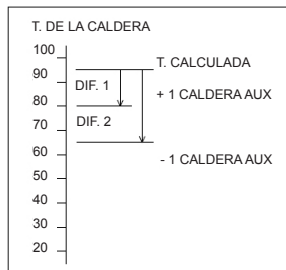 T. DE LA CALDERA
100
T. CALCULADA
90
DIF. 1
+ 1 CALDERA AUX
80
DIF. 2
70
60
- 1 CALDERA AUX
50
40
30
20